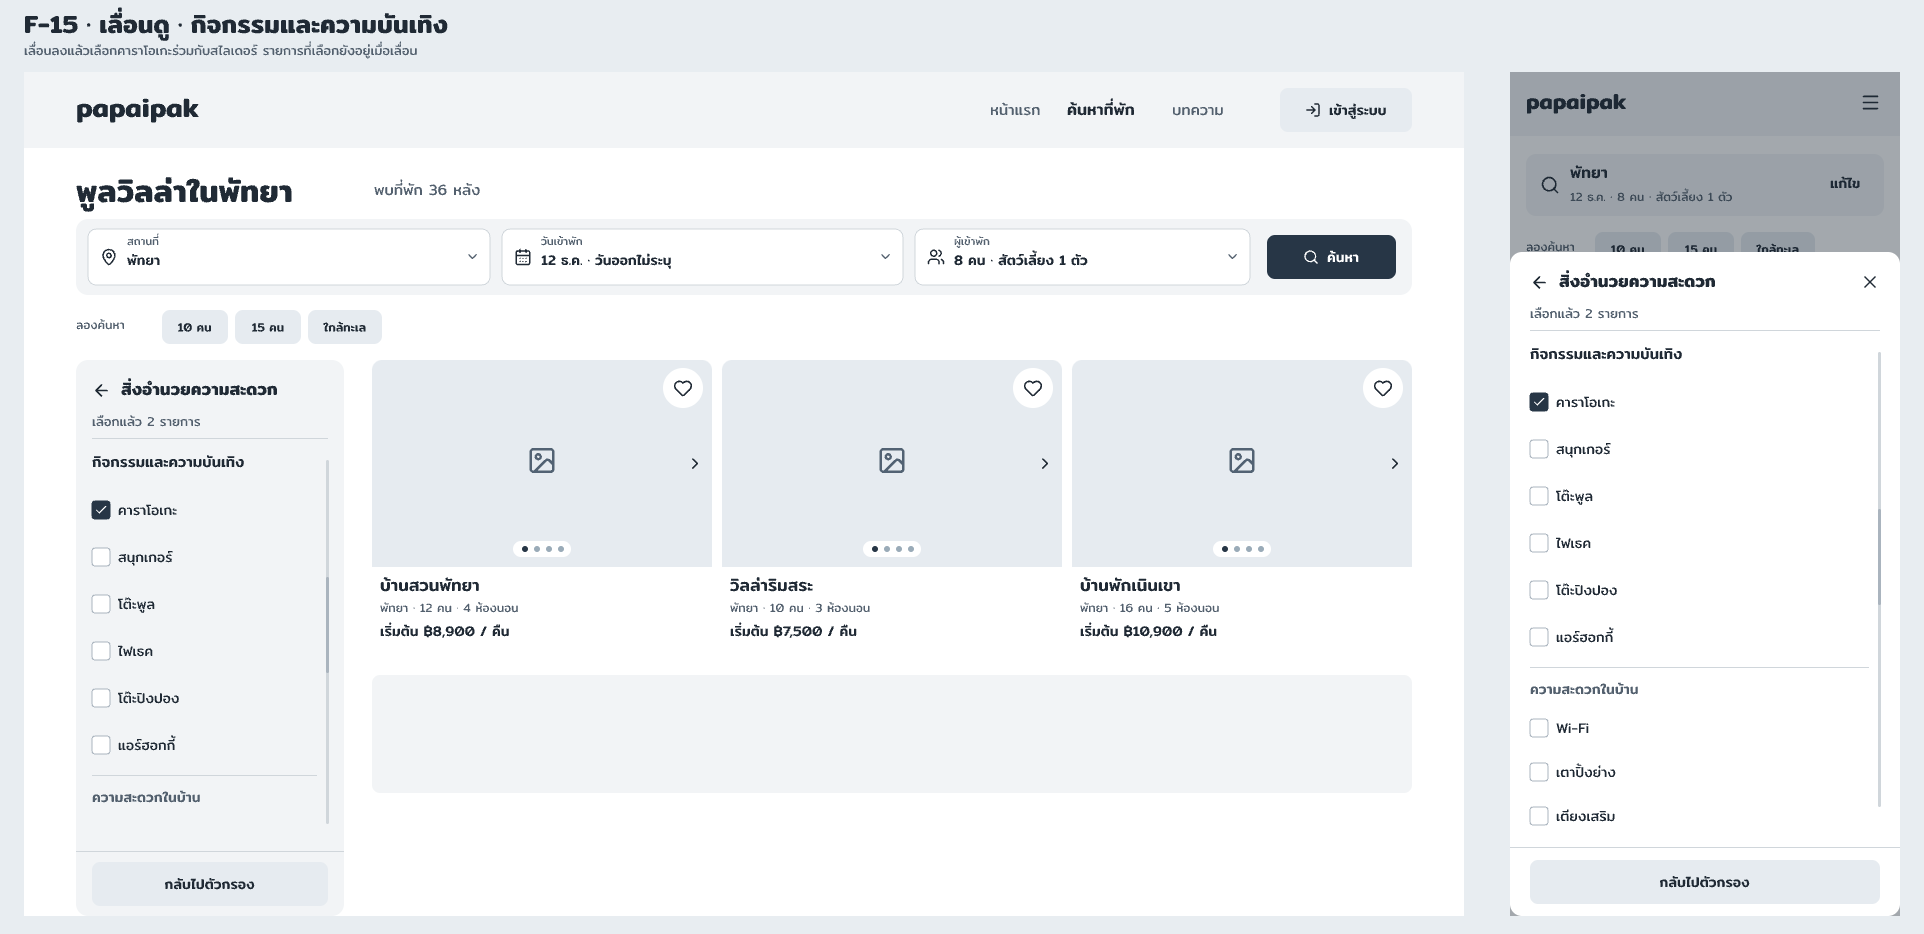 F-15 · เลื่อนดู · กิจกรรมและความบันเทิง
เลื่อนลงแล้วเลือกคาราโอเกะร่วมกับสไลเดอร์ รายการที่เลือกยังอยู่เมื่อเลื่อน
papaipak
หน้าแรก
ค้นหาที่พัก
บทความ
เข้าสู่ระบบ
พูลวิลล่าในพัทยา
พบที่พัก 36 หลัง
สถานที่
พัทยา
วันเข้าพัก
12 ธ.ค. · วันออกไม่ระบุ
ผู้เข้าพัก
8 คน · สัตว์เลี้ยง 1 ตัว
ค้นหา
ลองค้นหา
10 คน
15 คน
ใกล้ทะเล
สิ่งอำนวยความสะดวก
เลือกแล้ว 2 รายการ
กิจกรรมและความบันเทิง
คาราโอเกะ
สนุกเกอร์
โต๊ะพูล
ไพ่เธค
โต๊ะปิงปอง
แอร์ฮอกกี้
ความสะดวกในบ้าน
กลับไปตัวกรอง
บ้านสวนพัทยา
พัทยา · 12 คน · 4 ห้องนอน
เริ่มต้น ฿8,900 / คืน
วิลล่าริมสระ
พัทยา · 10 คน · 3 ห้องนอน
เริ่มต้น ฿7,500 / คืน
บ้านพักเนินเขา
พัทยา · 16 คน · 5 ห้องนอน
เริ่มต้น ฿10,900 / คืน
papaipak
พัทยา
12 ธ.ค. · 8 คน · สัตว์เลี้ยง 1 ตัว
แก้ไข
ลองค้นหา
10 คน
15 คน
ใกล้ทะเล
สิ่งอำนวยความสะดวก
เลือกแล้ว 2 รายการ
กิจกรรมและความบันเทิง
คาราโอเกะ
สนุกเกอร์
โต๊ะพูล
ไฟเธค
โต๊ะปิงปอง
แอร์ฮอกกี้
ความสะดวกในบ้าน
Wi-Fi
เตาปิ้งย่าง
เตียงเสริม
กลับไปตัวกรอง